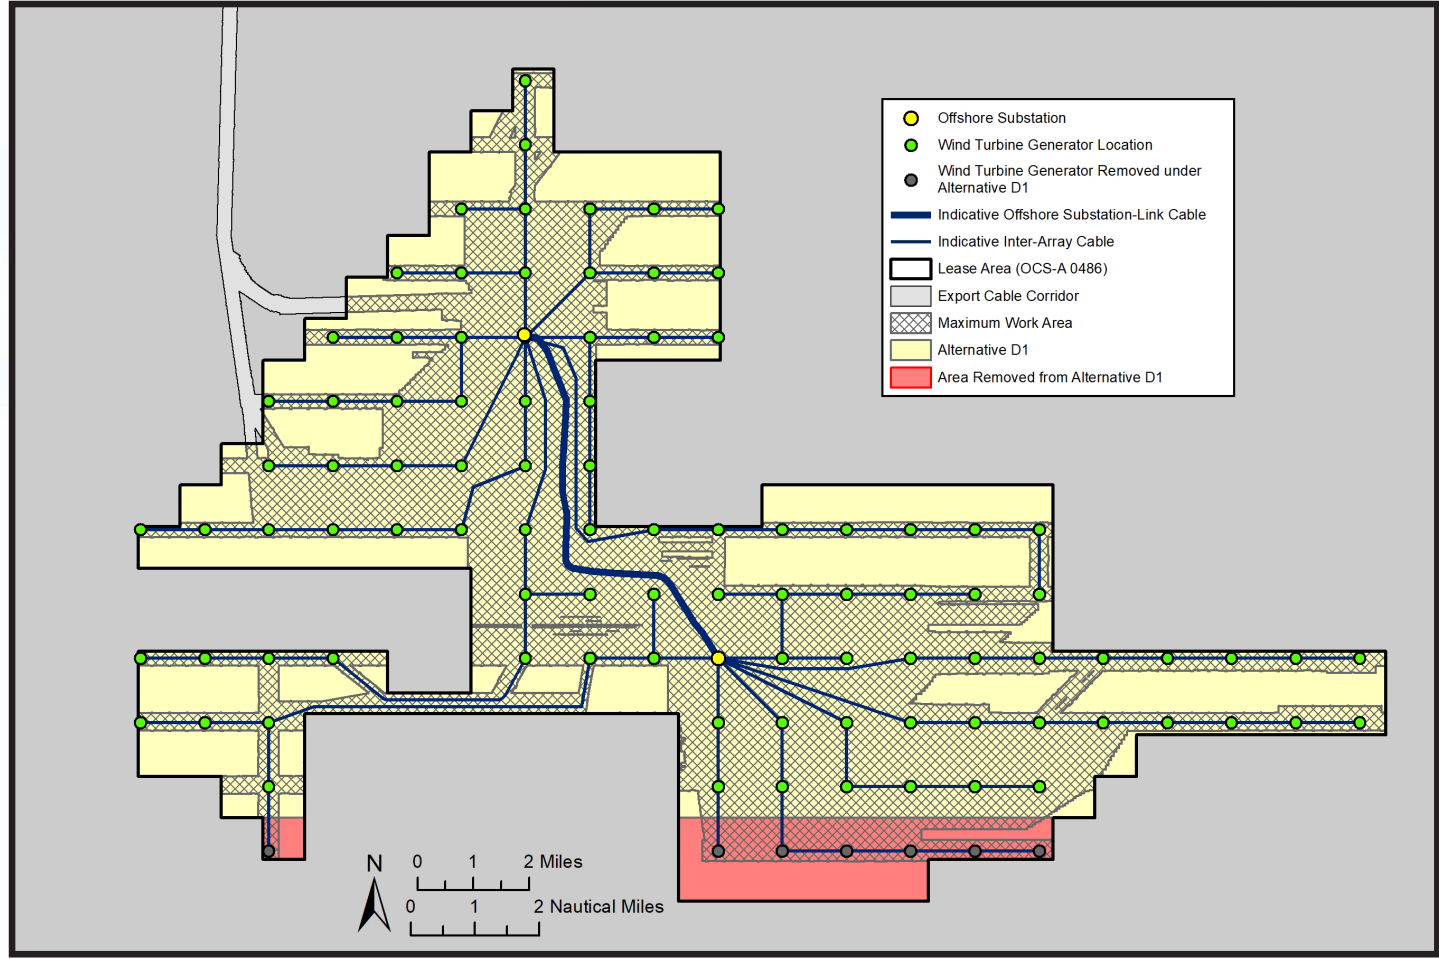 Offshore Substation
Wind Turbine Generator Location
Wind Turbine Generator Removed under
Alternative D1
Indicative Offshore Substation-Link Cable
Indicative Inter-Array Cable
Lease Area (OCS-A 0486)
Export Cable Corridor
Maximum Work Area
Alternative D1
Area Removed from Alternative D1
N
0 1 2 Miles
0 1 2 Nautical Miles